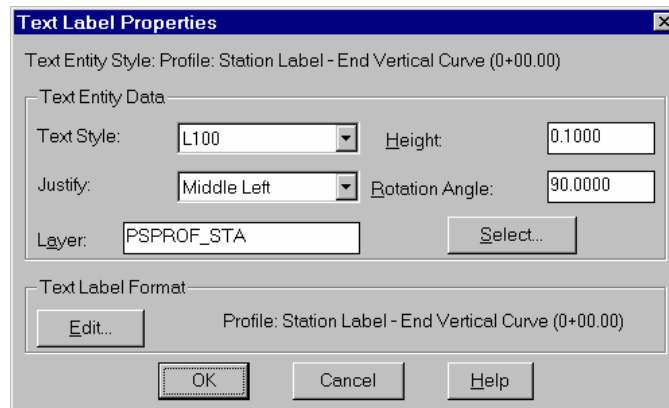 Text Label Properties
Text Entity Style: Profile: Station Label - End Vertical Curve (0+00.00)
Text Entity Data
Text Style: L100 Height: 0.1000
Justify: Middle Left Rotation Angle: 90.0000
Layer: PSPROF_STA Select...
Text Label Format
Edit... Profile: Station Label - End Vertical Curve (0+00.00)
OK Cancel Help